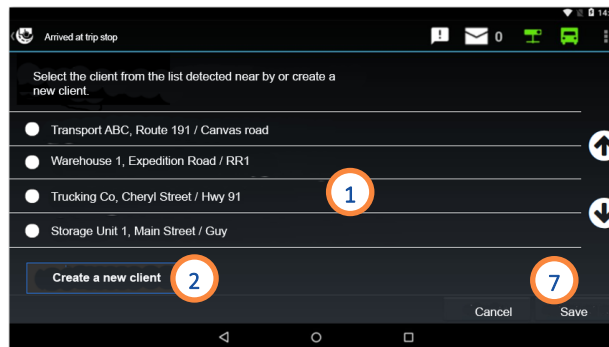 14:
Arrived at trip stop
0
Select the client from the list detected near by or create a
new client.
Transport ABC, Route 191 / Canvas road
Warehouse 1, Expedition Road / RR1
Trucking Co, Cheryl Street / Hwy 91
1
Storage Unit 1, Main Street / Guy
Create a new client
2
7
Cancel
Save